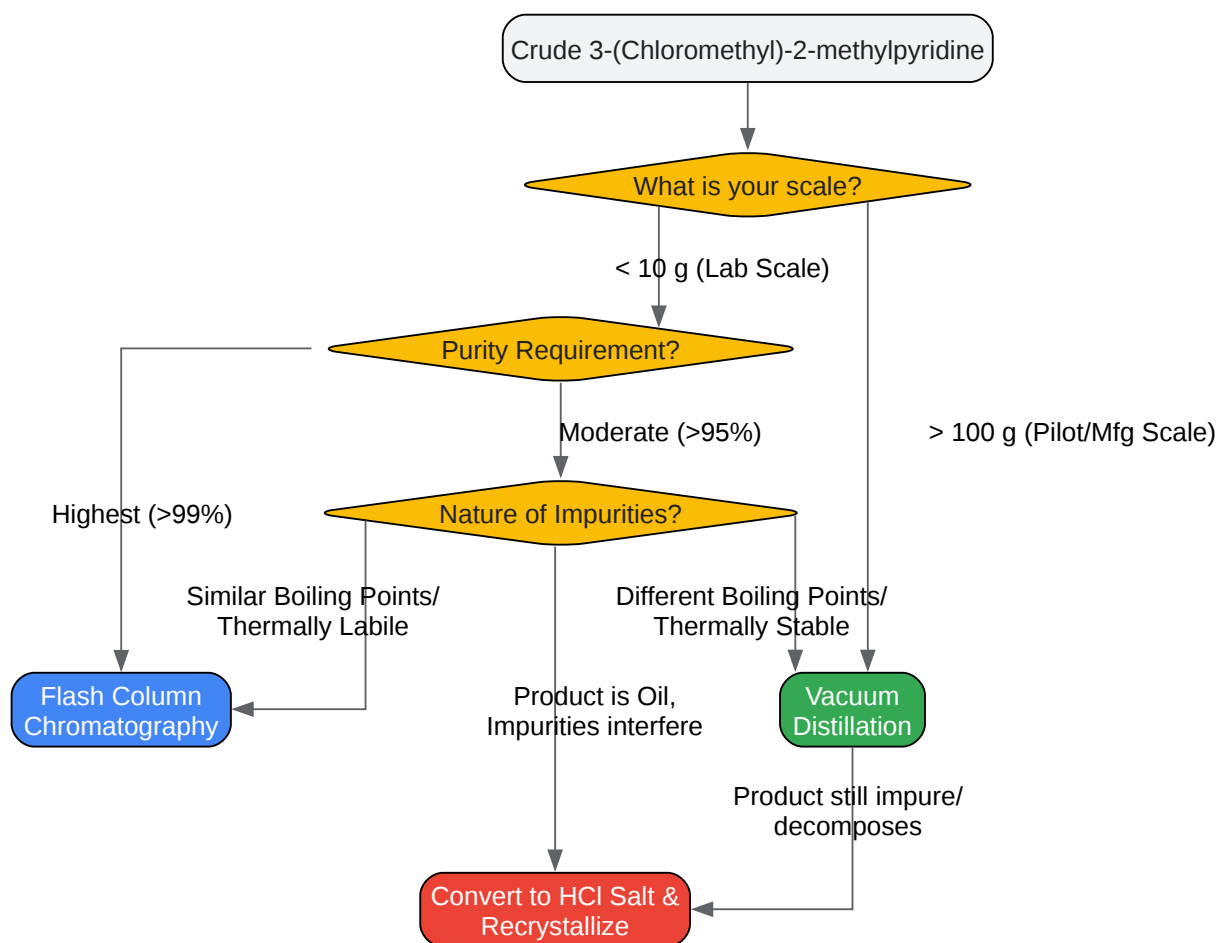 Crude 3-(Chloromethyl)-2-methylpyridine
What is your scale?
< 10 g (Lab Scale)
Purity Requirement?
Moderate (>95%)
> 100 g (Pilot/Mfg Scale)
Highest (>99%)
Nature of Impurities?
Similar Boiling Points/
Thermally Labile
Different Boiling Points/
Thermally Stable
Flash Column
Chromatography
Product is Oil,
Impurities interfere
Vacuum
Distillation
Product still impure/
decomposes
Convert to HCl Salt &
Recrystallize